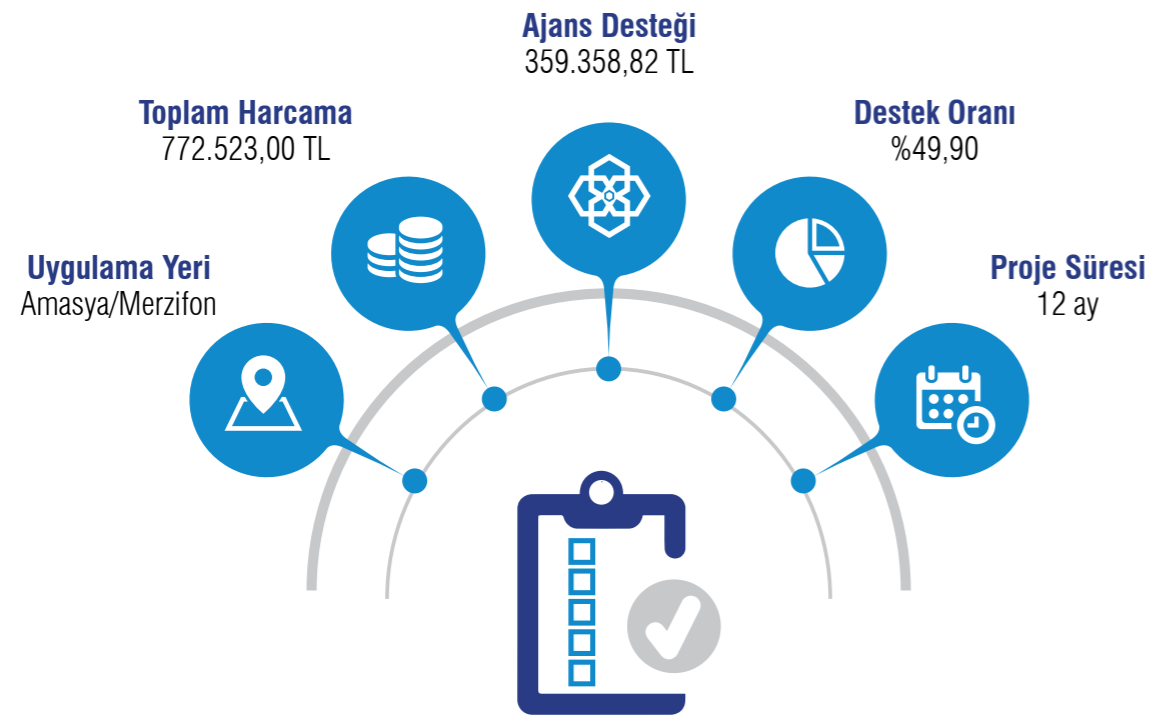 Ajans Desteği
359.358,82 TL
Toplam Harcama
772.523,00 TL
Destek Oranı
%49,90
Uygulama Yeri
Amasya/Merzifon
Proje Süresi
12 ay